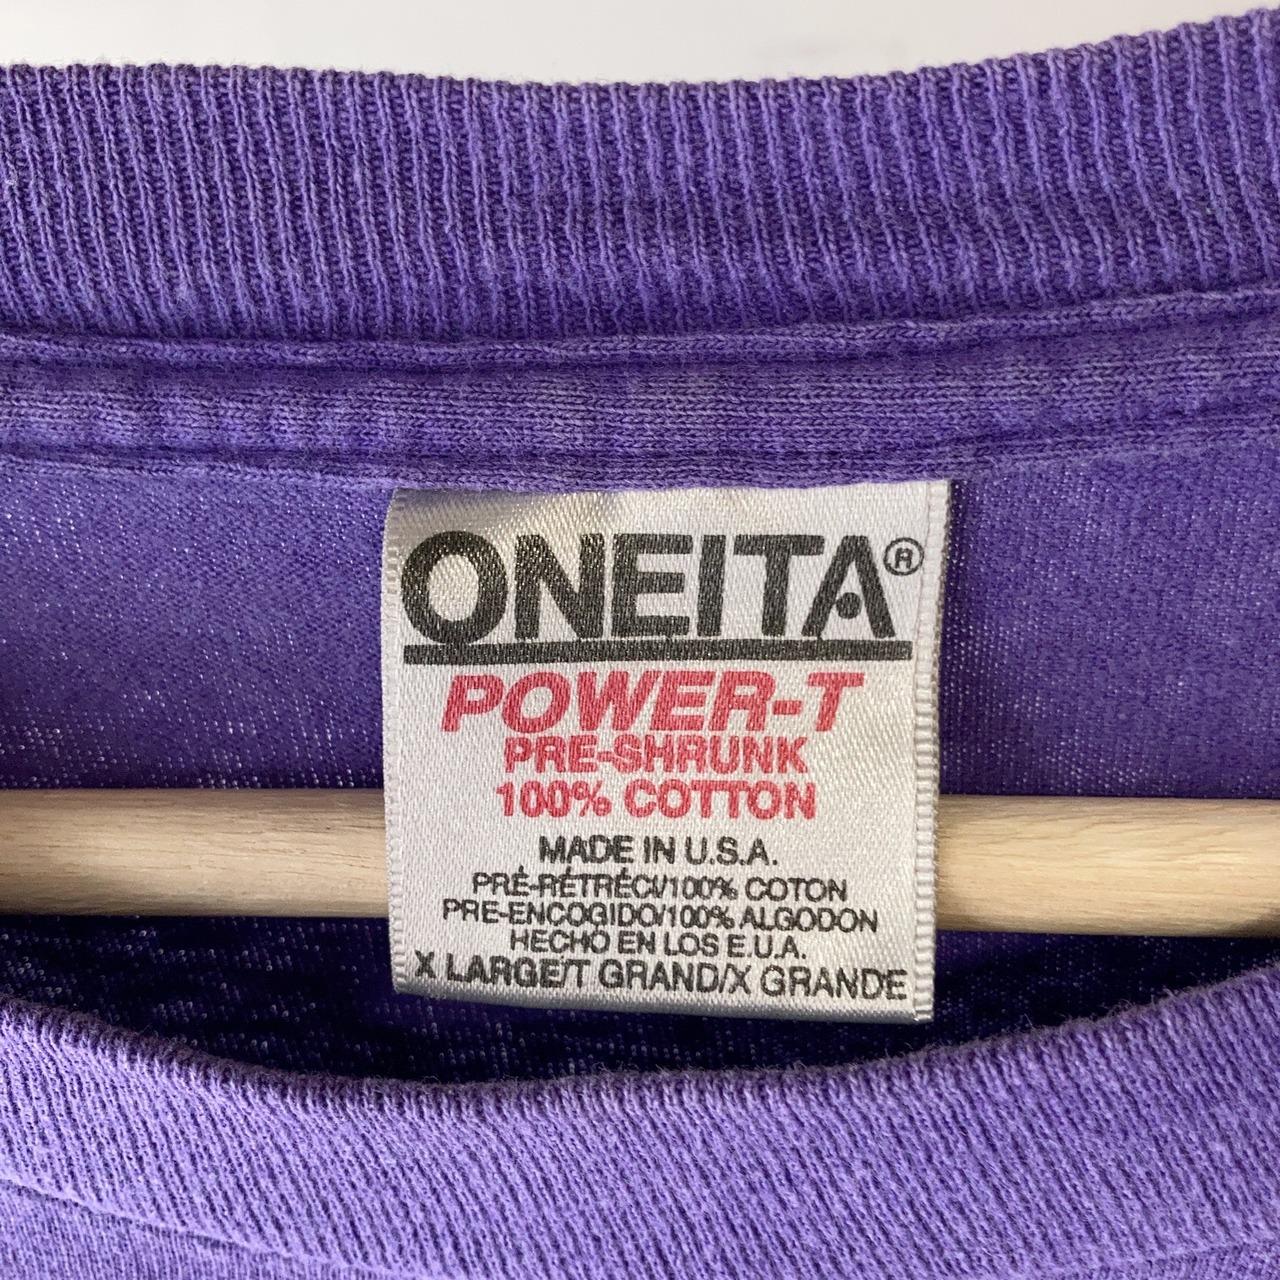 ONEITA®
POWER-T
PRE-SHRUNK
100% COTTON
MADE IN U.S.A.
PRÉ-RÉTRÉCI/100% COTON
PRE-ENCOGIDO/100% ALGODON
HECHO EN LOS E.U.A.
X LARGE/T GRAND/X GRANDE